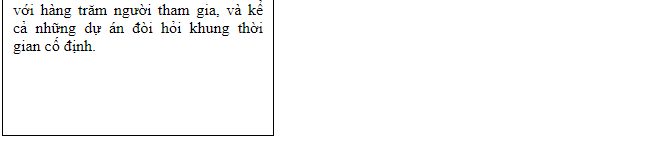 với hàng trăm người tham gia, và kể
cả những dự án đòi hỏi khung thời
gian cố định.